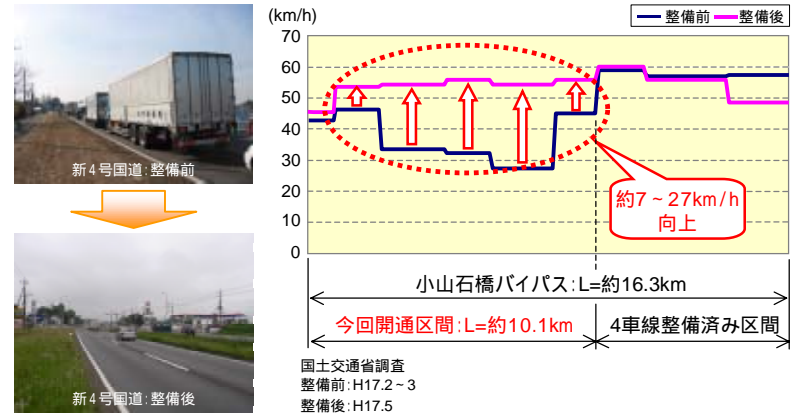 新4号国道:整備前
新4号国道:整備後
(km/h)
整備前 整備後
70
60
50
40
30
20
10
0
約7~27km/h
向上
小山石橋バイパス:L=約16.3km
今回開通区間:L=約10.1km
4車線整備済み区間
国土交通省調査
整備前:H17.2~3
整備後:H17.5